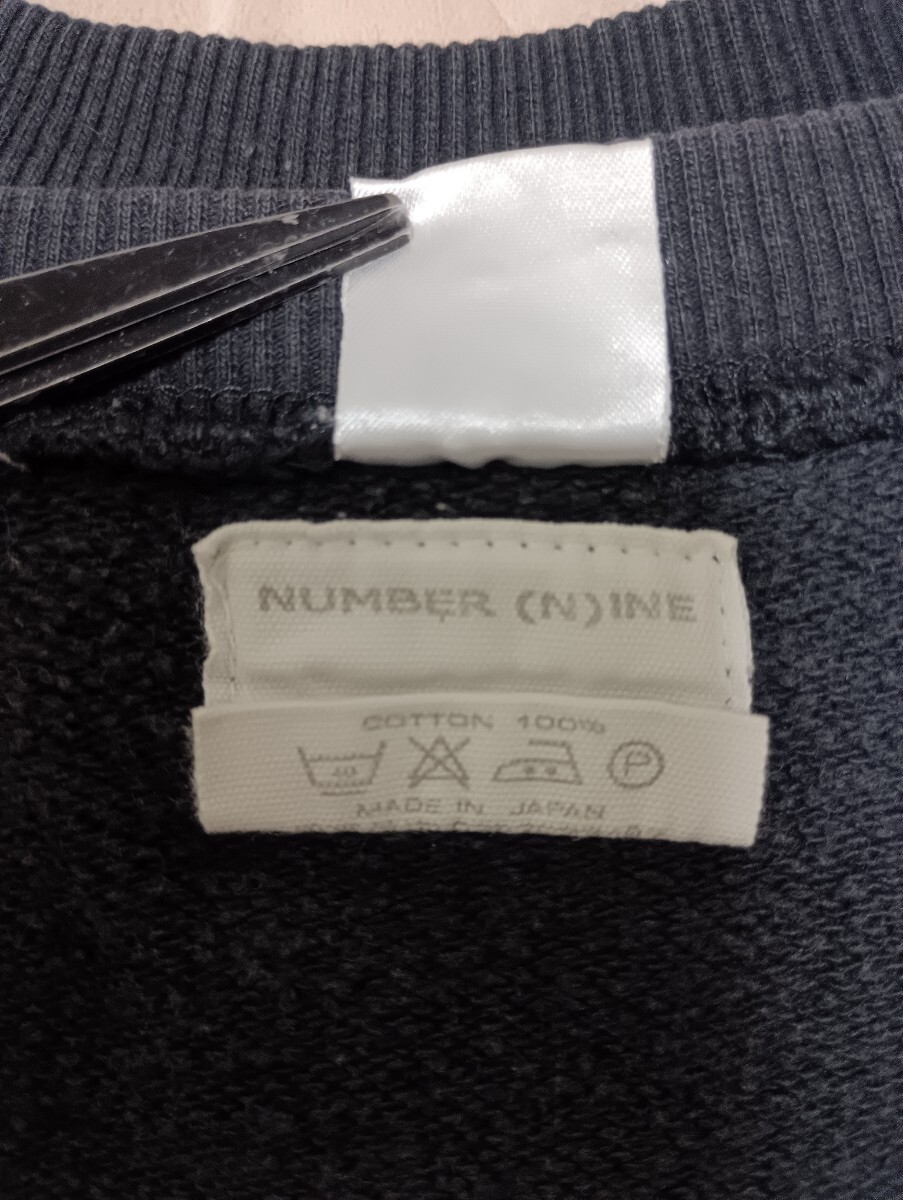 NUMBER (N)INE
COTTON 100%
40
P
MADE IN JAPAN